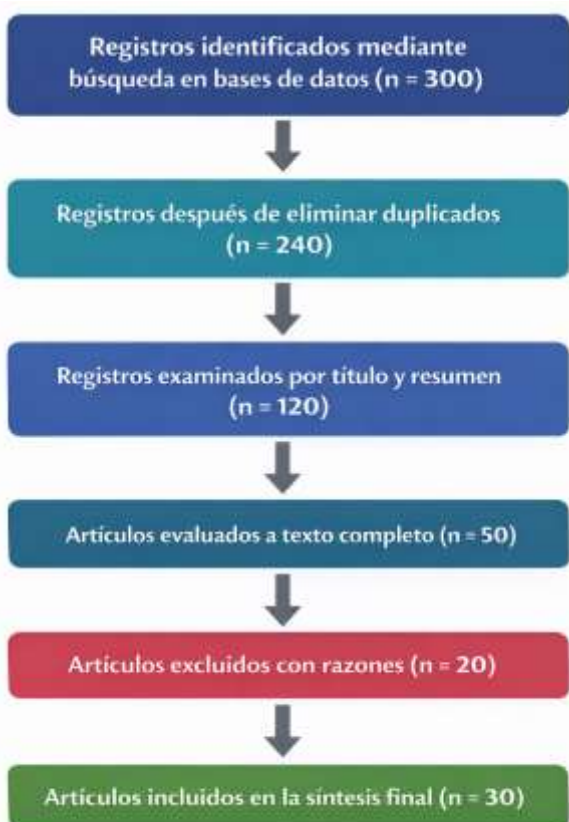 Registros identificados mediante
búsqueda en bases de datos (n = 300)
Registros después de eliminar duplicados
(n = 240)
Registros examinados por título y resumen
(n = 120)
Artículos evaluados a texto completo (n = 50)
Artículos excluidos con razones (n = 20)
Artículos incluidos en la síntesis final (n = 30)